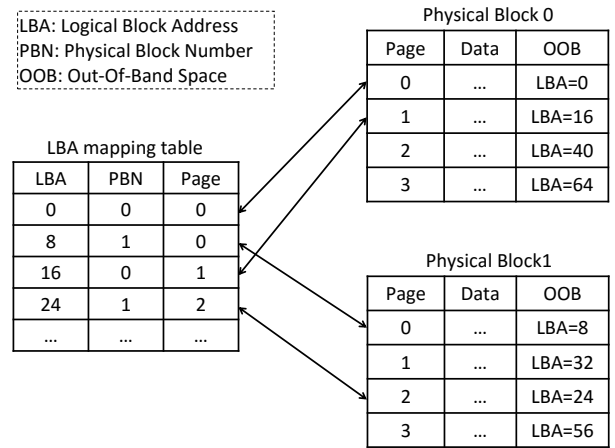 LBA: Logical Block Address
PBN: Physical Block Number
OOB: Out-Of-Band Space
LBA mapping table
LBA PBN Page
0 0 0
8 1 0
16 0 1
24 1 2
... ... ...
Physical Block 0
Page Data OOB
0 ... LBA=0
1 ... LBA=16
2 ... LBA=40
3 ... LBA=64
Physical Block1
Page Data OOB
0 ... LBA=8
1 ... LBA=32
2 ... LBA=24
3 ... LBA=56